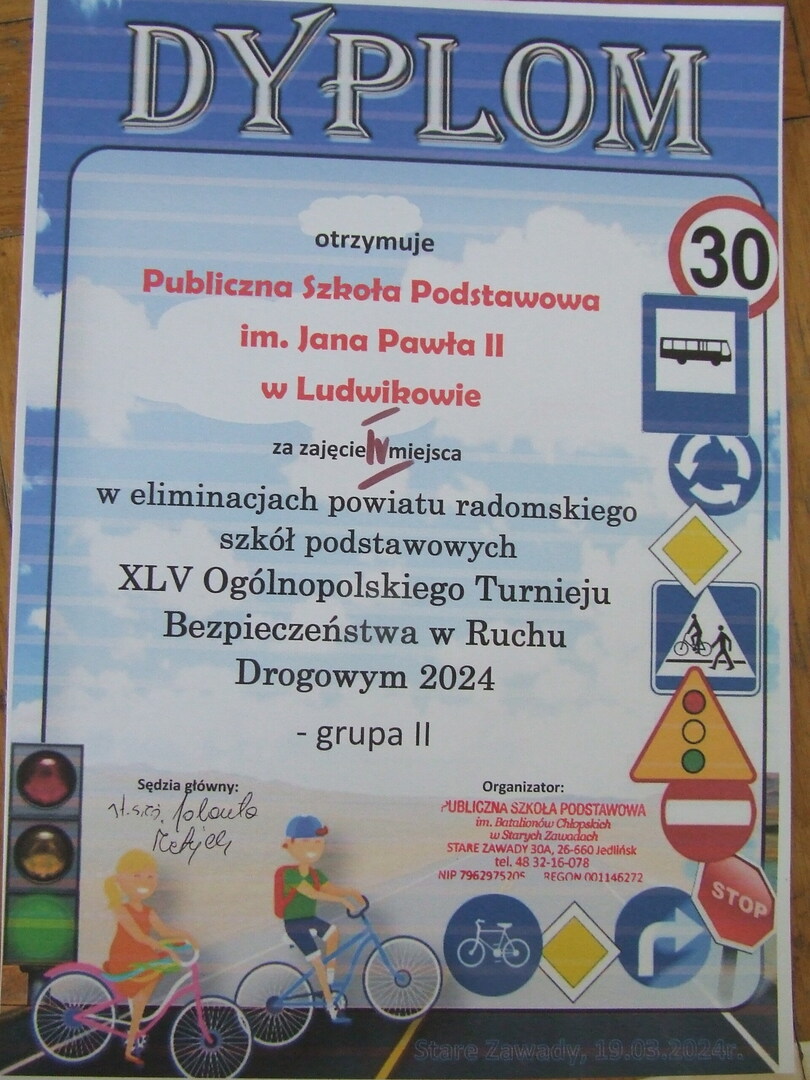 DYPLOM
otrzymuje
30
Publiczna Szkoła Podstawowa
im. Jana Pawła II
w Ludwikowie
za zajęcie IV miejsca
w eliminacjach powiatu radomskiego
szkół podstawowych
XLV Ogólnopolskiego Turnieju
Bezpieczeństwa w Ruchu
Drogowym 2024
- grupa II
Sędzia główny:
Organizator:
PUBLICZNA SZKOŁA PODSTAWOWA
im. Batalionów Chłopskich
w Starych Zawadach
STARE ZAWADY 30A, 26-660 Jedlińsk
tel. 48 32-16-078
NIP 7962975205 REGON 001146272
STOP
Stare Zawady, 19.03.2024r.